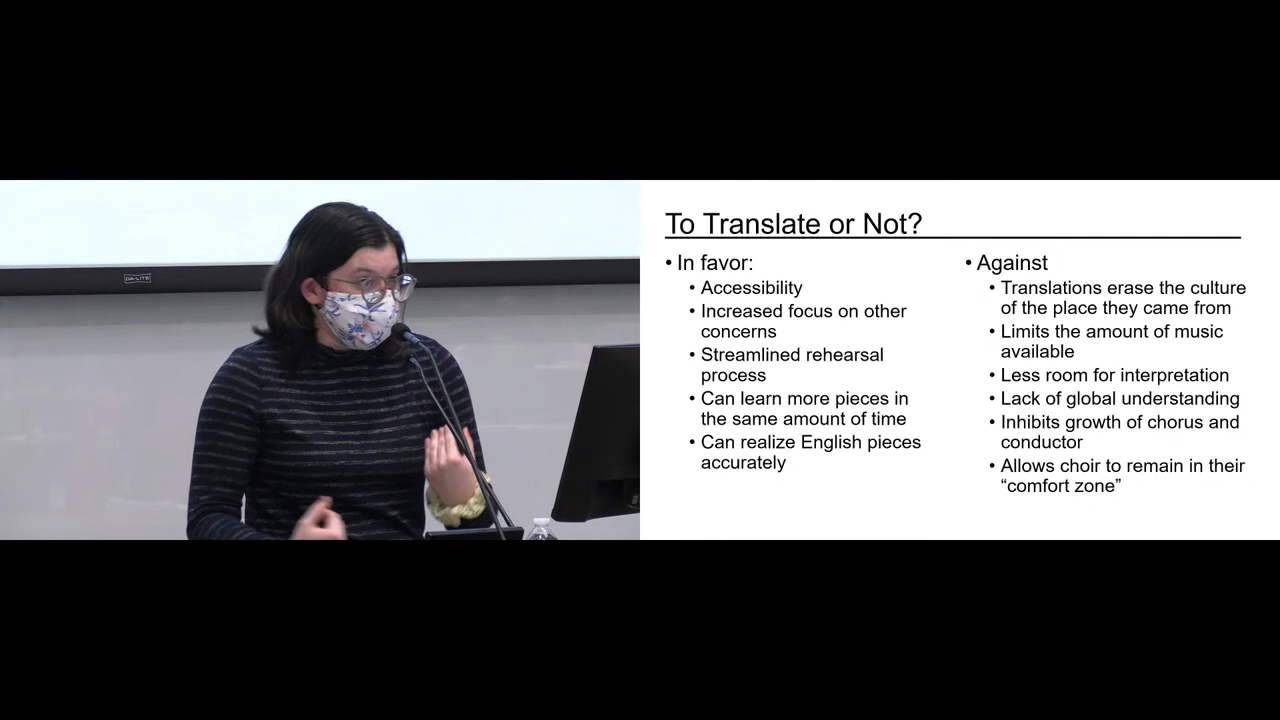 DA-LITE
To Translate or Not?
• In favor:
• Accessibility
• Increased focus on other
concerns
• Streamlined rehearsal
process
• Can learn more pieces in
the same amount of time
• Can realize English pieces
accurately
• Against
• Translations erase the culture
of the place they came from
• Limits the amount of music
available
• Less room for interpretation
• Lack of global understanding
• Inhibits growth of chorus and
conductor
• Allows choir to remain in their
“comfort zone”